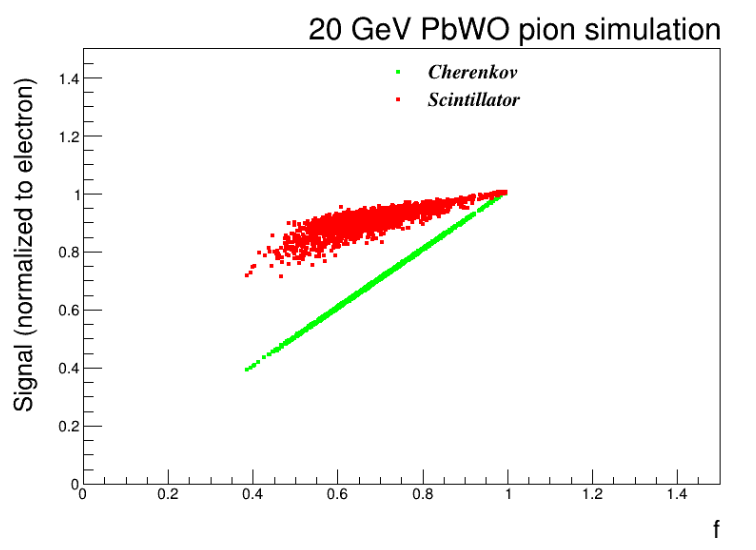 20 GeV PbWO pion simulation
Cherenkov
Scintillator
Signal (normalized to electron)
1.4
1.2
1
0.8
0.6
0.4
0.2
0
0 0.2 0.4 0.6 0.8 1 1.2 1.4
f